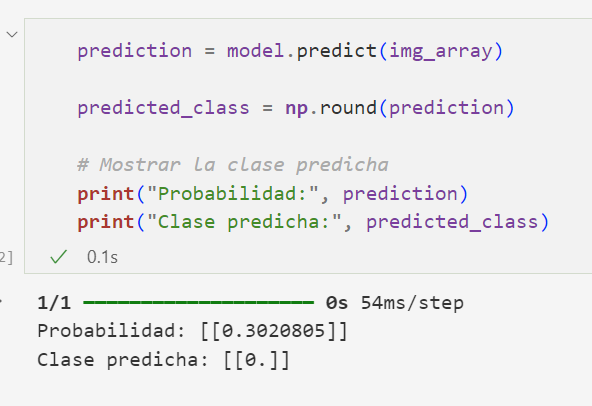 prediction = model.predict(img_array)
predicted_class = np.round(prediction)
# Mostrar la clase predicha
print("Probabilidad:", prediction)
print("Clase predicha:", predicted_class)
2] ✓ 0.1s
1/1 ━━━━━━━━━━━━━━━━━━━━ 0s 54ms/step
Probabilidad: [[0.3020805]]
Clase predicha: [[0.]]